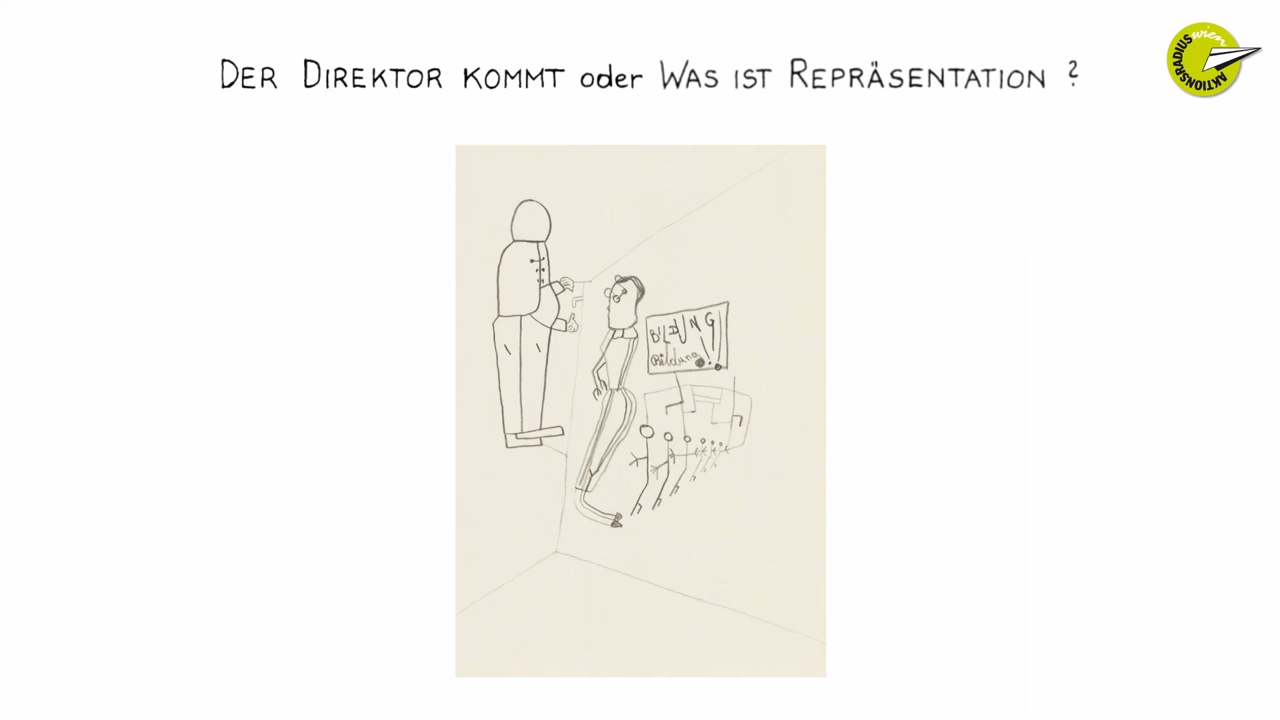 DER DIREKTOR KOMMT oder WAS IST REPRÄSENTATION ?
AKTIONSRADIUS wien
BILDUNG!!
Bildung!!